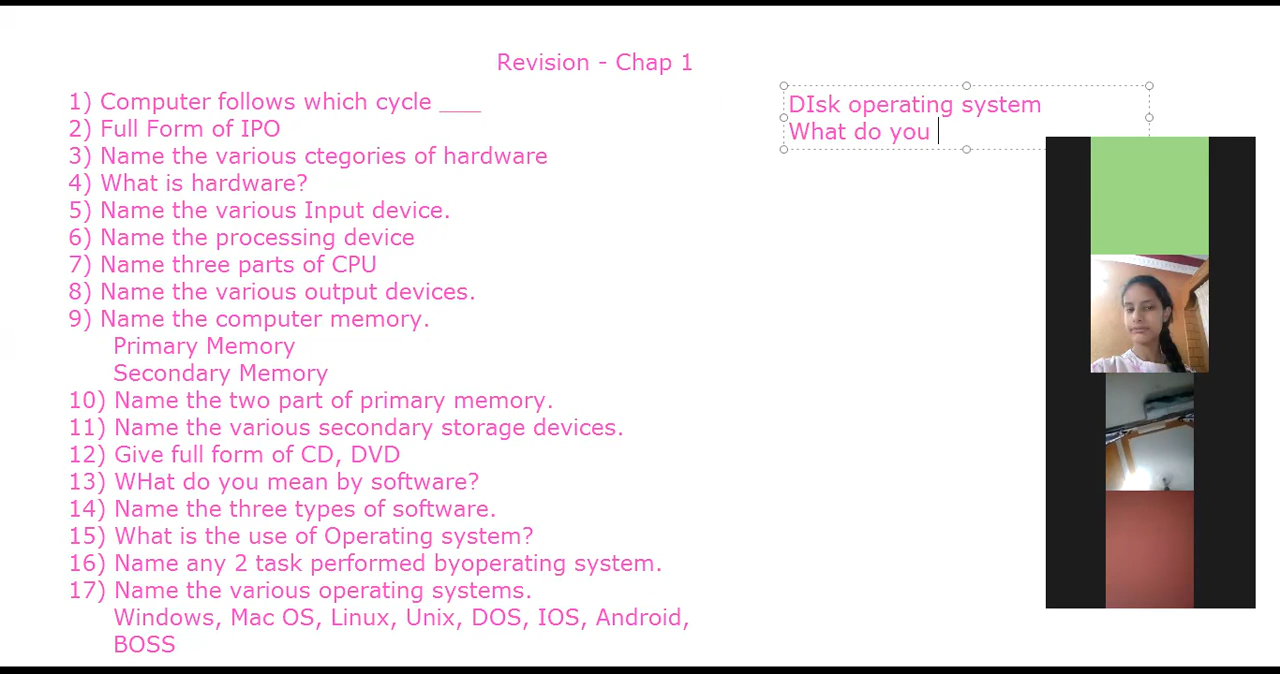 Revision - Chap 1
1) Computer follows which cycle ___
2) Full Form of IPO
3) Name the various ctegories of hardware
4) What is hardware?
5) Name the various Input device.
6) Name the processing device
7) Name three parts of CPU
8) Name the various output devices.
9) Name the computer memory.
Primary Memory
Secondary Memory
10) Name the two part of primary memory.
11) Name the various secondary storage devices.
12) Give full form of CD, DVD
13) WHat do you mean by software?
14) Name the three types of software.
15) What is the use of Operating system?
16) Name any 2 task performed byoperating system.
17) Name the various operating systems.
Windows, Mac OS, Linux, Unix, DOS, IOS, Android,
BOSS
DIsk operating system
What do you